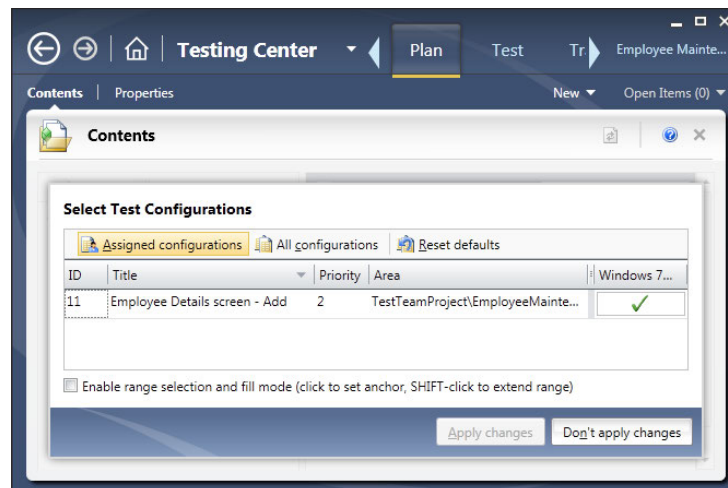 Testing Center
Plan
Test
Tr
Employee Mainte...
Contents
Properties
New
Open Items (0)
Contents
Select Test Configurations
Assigned configurations
All configurations
Reset defaults
ID
Title
Priority
Area
Windows 7...
11
Employee Details screen - Add
2
TestTeamProject\EmployeeMainte...
Enable range selection and fill mode (click to set anchor, SHIFT-click to extend range)
Apply changes
Don't apply changes